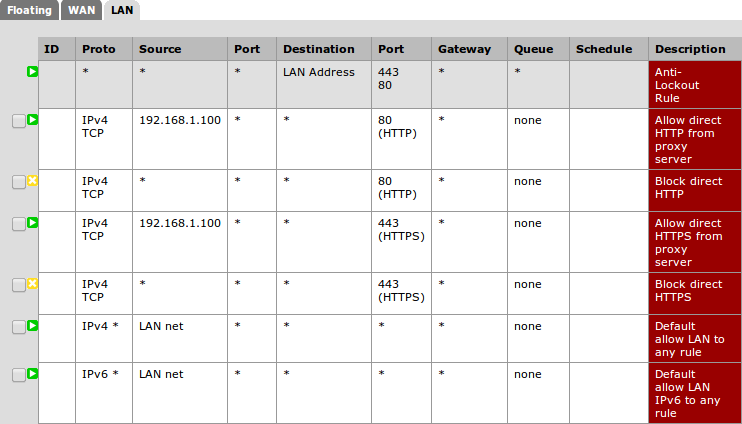 Floating WAN LAN
ID Proto Source Port Destination Port Gateway Queue Schedule Description
* * * LAN Address 443 * * Anti-
80 Lockout
Rule
IPv4 192.168.1.100 * * 80 * none Allow direct
TCP (HTTP) HTTP from
proxy
server
IPv4 * * * 80 * none Block direct
TCP (HTTP) HTTP
IPv4 192.168.1.100 * * 443 * none Allow direct
TCP (HTTPS) HTTPS from
proxy
server
IPv4 * * * 443 * none Block direct
TCP (HTTPS) HTTPS
IPv4 * LAN net * * * * none Default
allow LAN to
any rule
IPv6 * LAN net * * * * none Default
allow LAN
IPv6 to any
rule